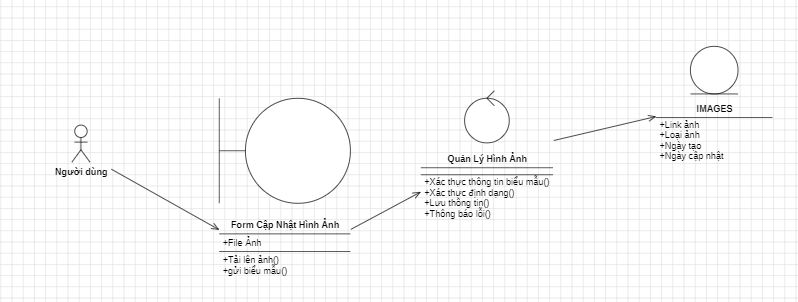 Người dùng
Form Cập Nhật Hình Ảnh
+File Ảnh
+Tải lên ảnh()
+gửi biểu mẫu()
Quản Lý Hình Ảnh
+Xác thực thông tin biểu mẫu()
+Xác thực định dạng()
+Lưu thông tin()
+Thông báo lỗi()
IMAGES
+Link ảnh
+Loại ảnh
+Ngày tạo
+Ngày cập nhật